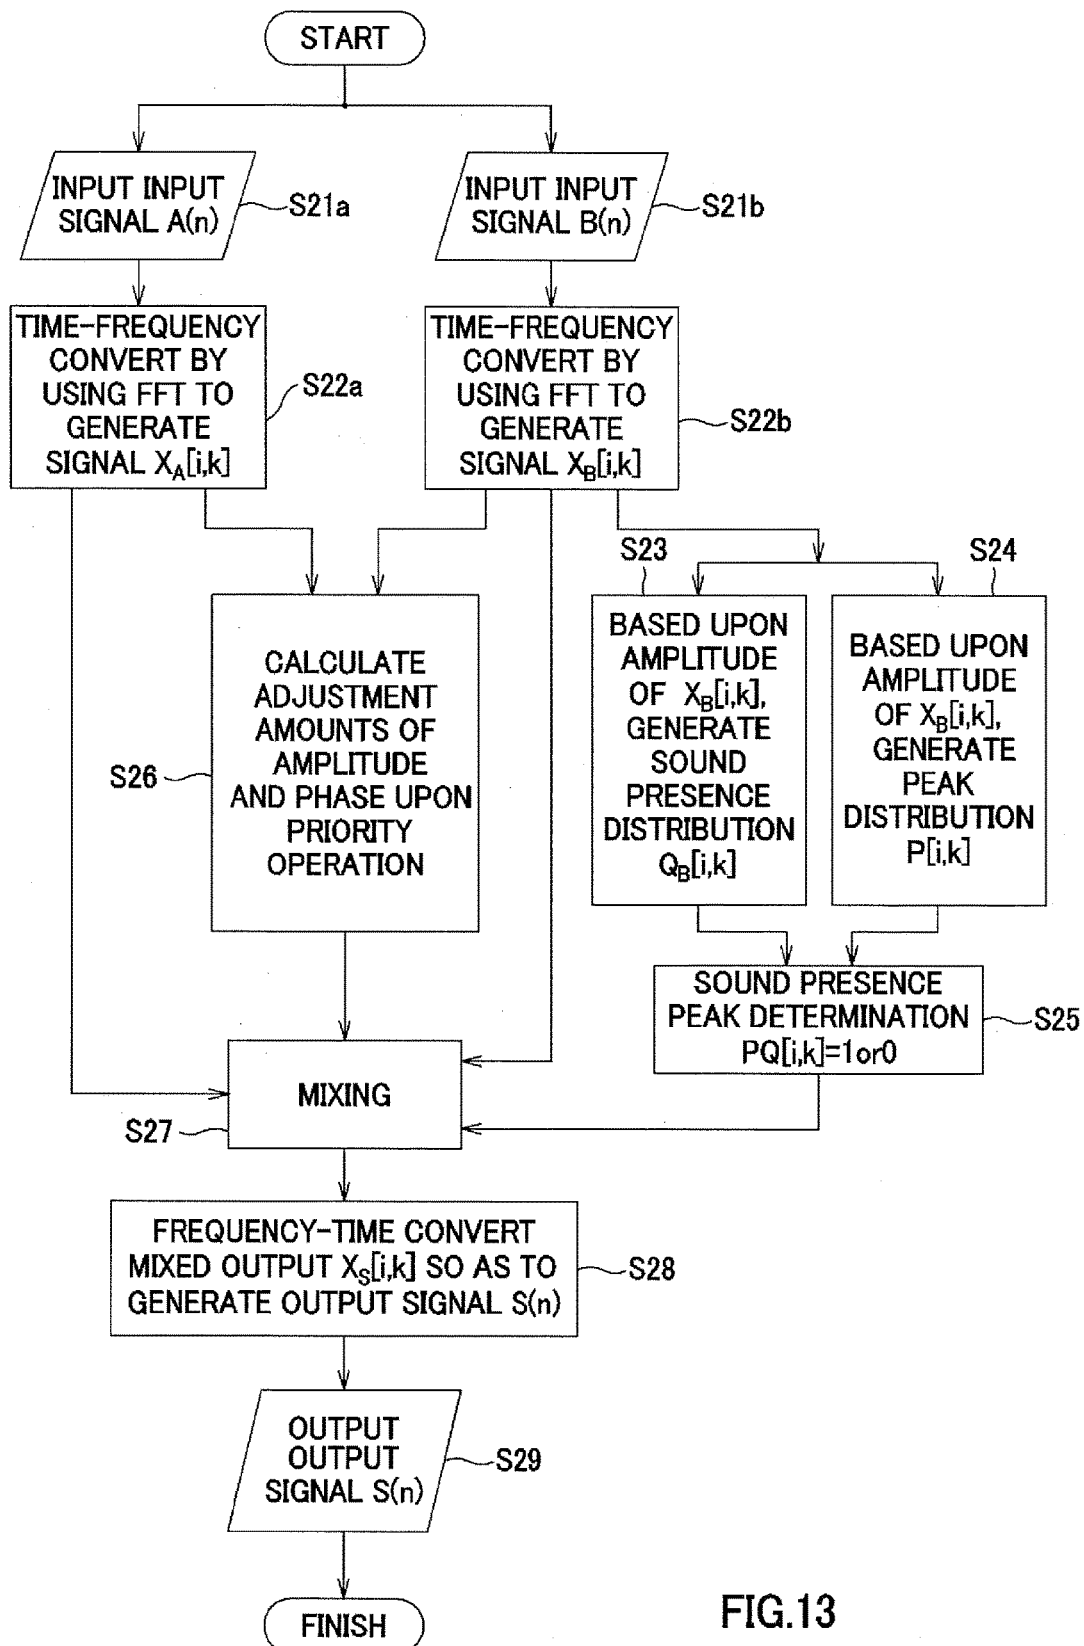 START
INPUT INPUT
SIGNAL A(n)
S21a
INPUT INPUT
SIGNAL B(n)
S21b
TIME-FREQUENCY
CONVERT BY
USING FFT TO
GENERATE
SIGNAL X_A[i,k]
S22a
TIME-FREQUENCY
CONVERT BY
USING FFT TO
GENERATE
SIGNAL X_B[i,k]
S22b
S23
BASED UPON
AMPLITUDE
OF X_B[i,k],
GENERATE
SOUND
PRESENCE
DISTRIBUTION
Q_B[i,k]
S24
BASED UPON
AMPLITUDE
OF X_B[i,k],
GENERATE
PEAK
DISTRIBUTION
P[i,k]
CALCULATE
ADJUSTMENT
AMOUNTS OF
AMPLITUDE
AND PHASE UPON
PRIORITY
OPERATION
S26
SOUND PRESENCE
PEAK DETERMINATION
PQ[i,k]=1or0
S25
MIXING
S27
FREQUENCY-TIME CONVERT
MIXED OUTPUT X_S[i,k] SO AS TO
GENERATE OUTPUT SIGNAL S(n)
S28
OUTPUT
OUTPUT
SIGNAL S(n)
S29
FINISH
FIG.13